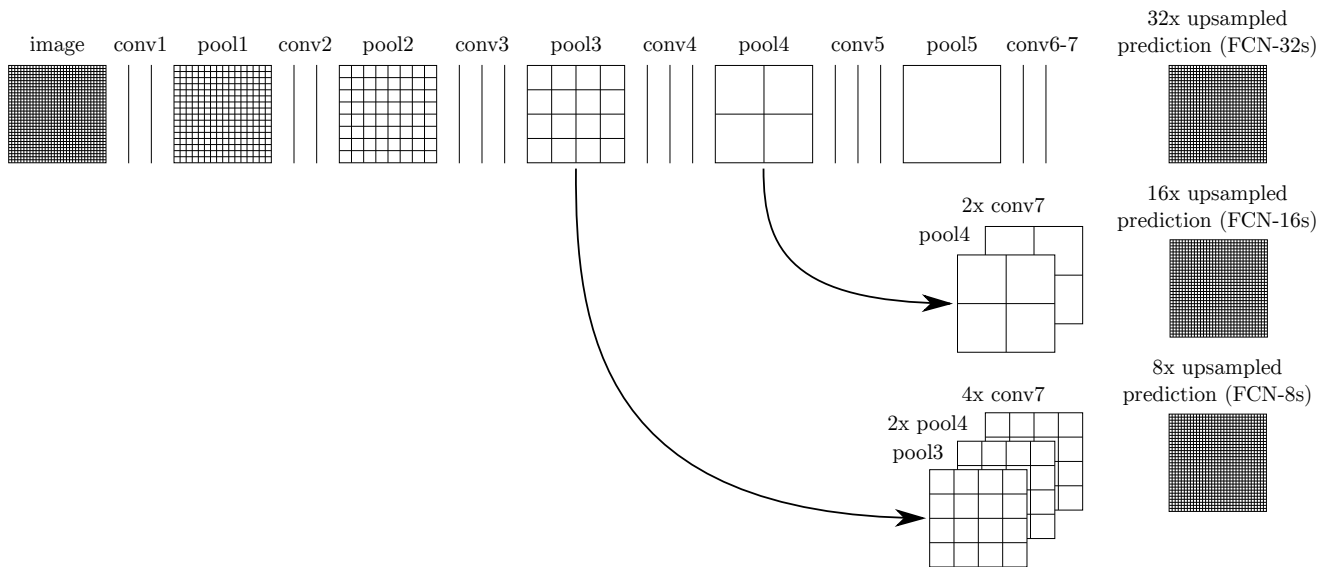 image conv1 pool1 conv2 pool2 conv3 pool3 conv4 pool4 conv5 pool5 conv6-7
32x upsampled
prediction (FCN-32s)
16x upsampled
prediction (FCN-16s)
2x conv7
pool4
8x upsampled
prediction (FCN-8s)
4x conv7
2x pool4
pool3